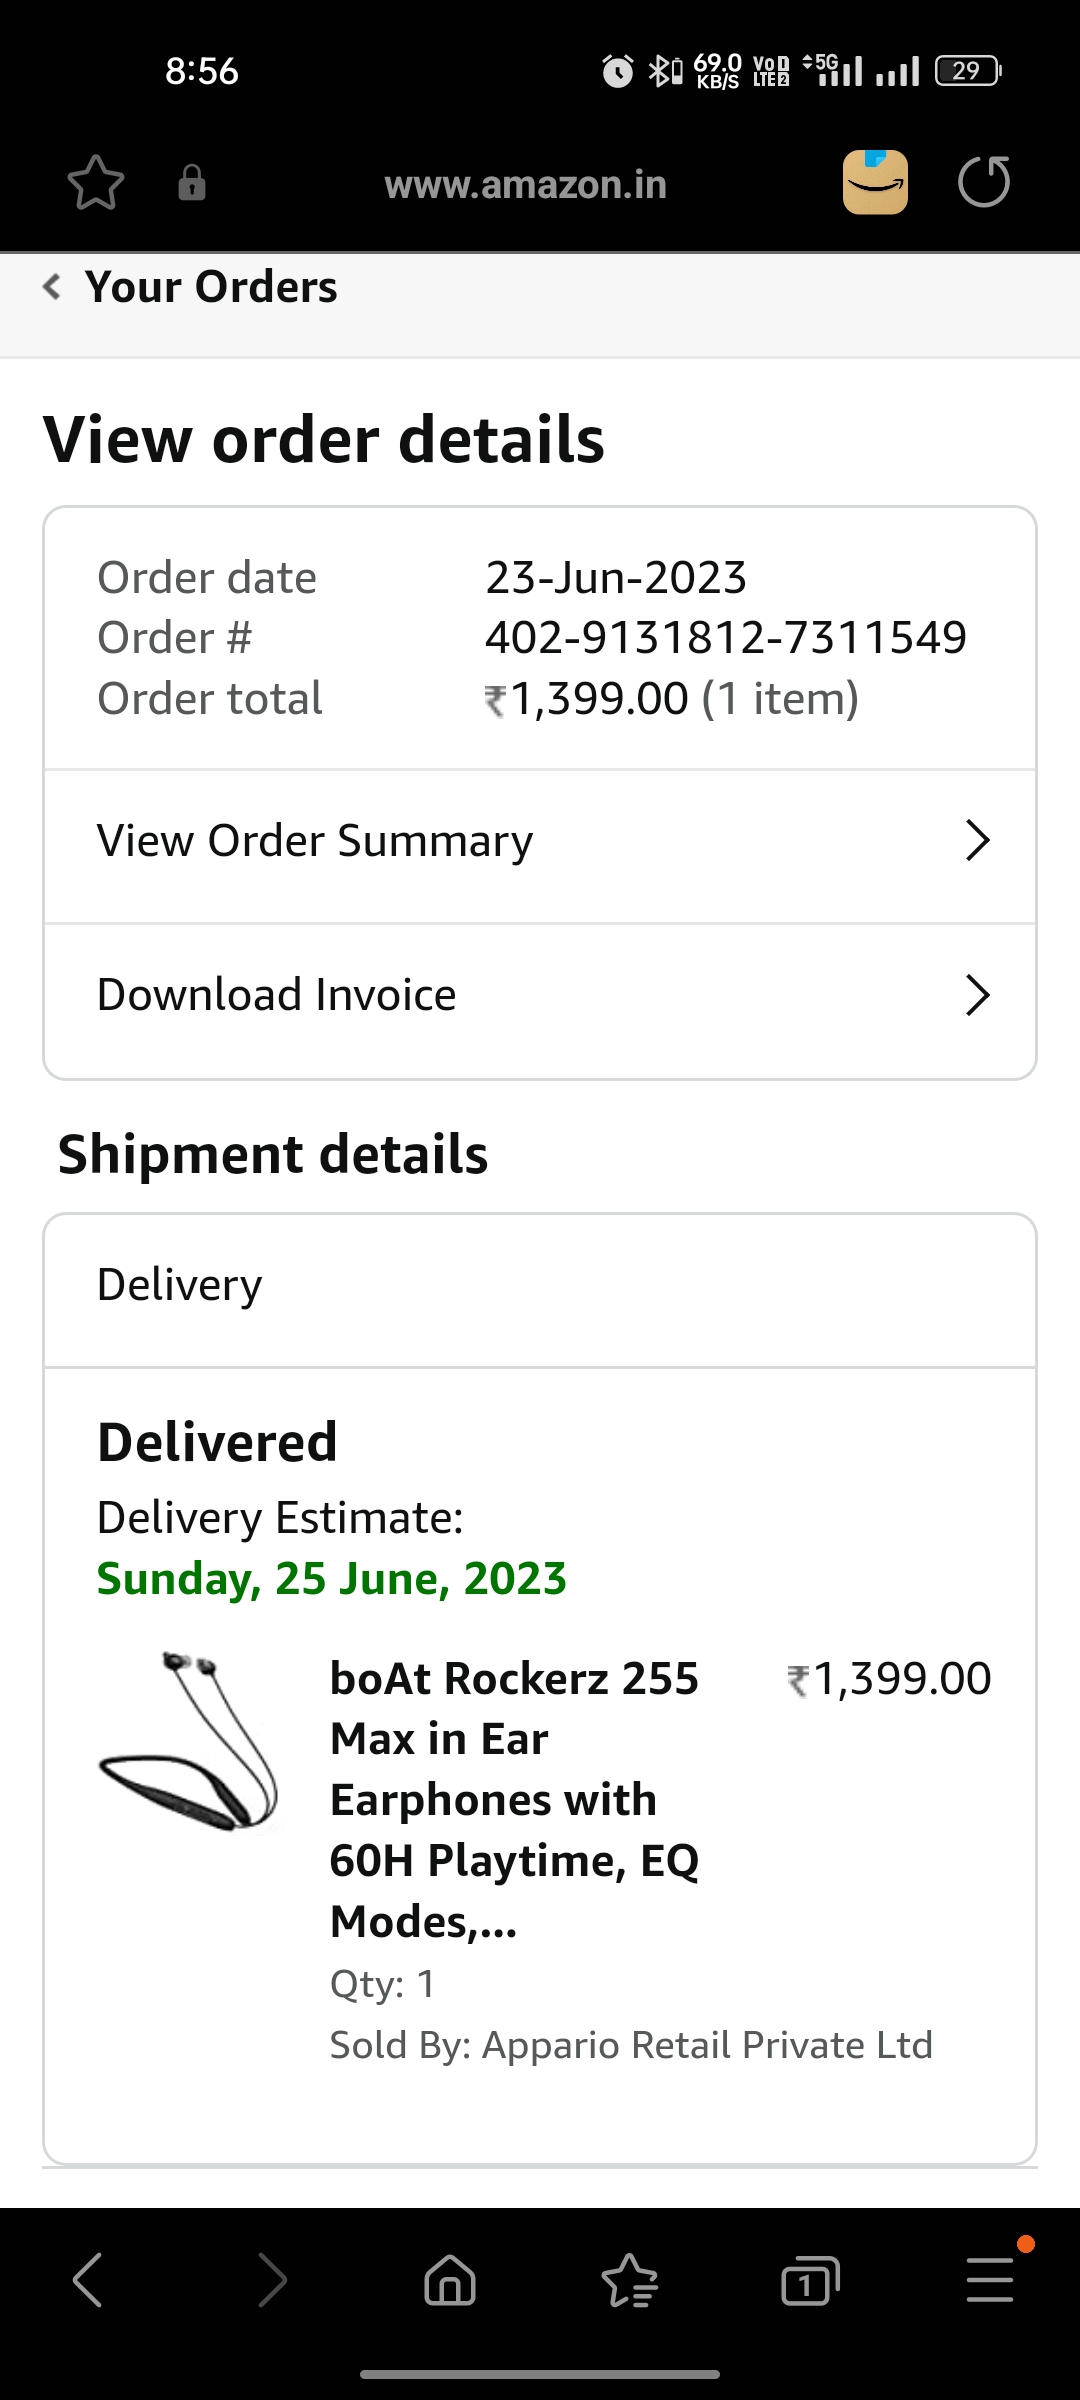 8:56
69.0
KB/S
VoD
LTE 2
5G
29
www.amazon.in
Your Orders
View order details
Order date 23-Jun-2023
Order # 402-9131812-7311549
Order total ₹1,399.00 (1 item)
View Order Summary
Download Invoice
Shipment details
Delivery
Delivered
Delivery Estimate:
Sunday, 25 June, 2023
boAt Rockerz 255 ₹1,399.00
Max in Ear
Earphones with
60H Playtime, EQ
Modes,...
Qty: 1
Sold By: Appario Retail Private Ltd
1